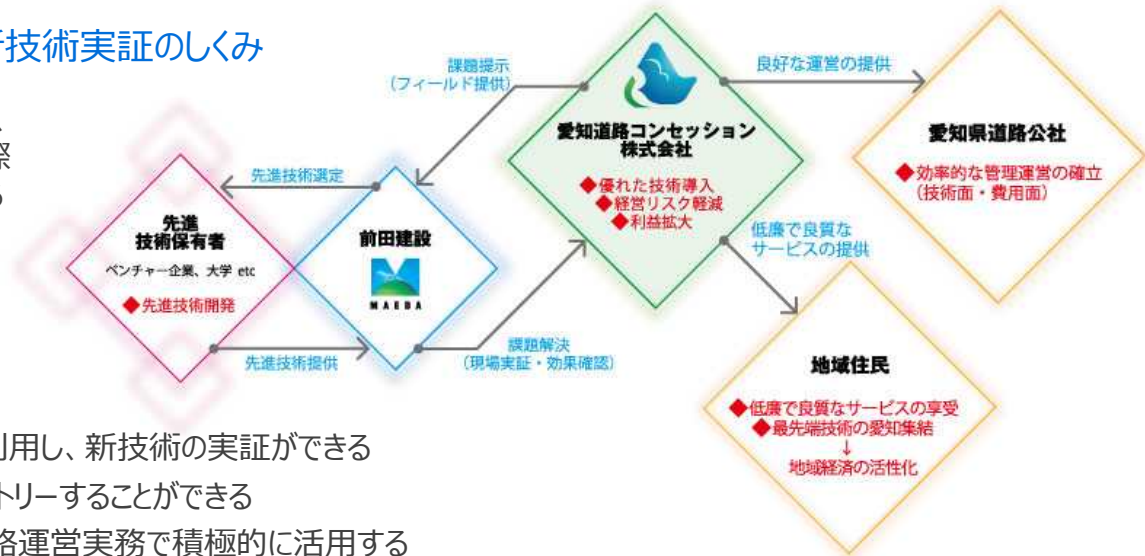 技術実証のしくみ
課題提示
(フィールド提供)
良好な運営の提供
愛知道路コンセッション
株式会社
◆優れた技術導入
◆経営リスク軽減
◆利益拡大
愛知県道路公社
◆効率的な管理運営の確立
(技術面・費用面)
先進技術選定
先進
技術保有者
ベンチャー企業、大学 etc
◆先進技術開発
前田建設
MAEDA
低廉で良質な
サービスの提供
先進技術提供
課題解決
(現場実証・効果確認)
地域住民
◆低廉で良質なサービスの享受
◆最先端技術の愛知集結
↓
地域経済の活性化
用し、新技術の実証ができる
トリーすることができる
運営実務で積極的に活用する